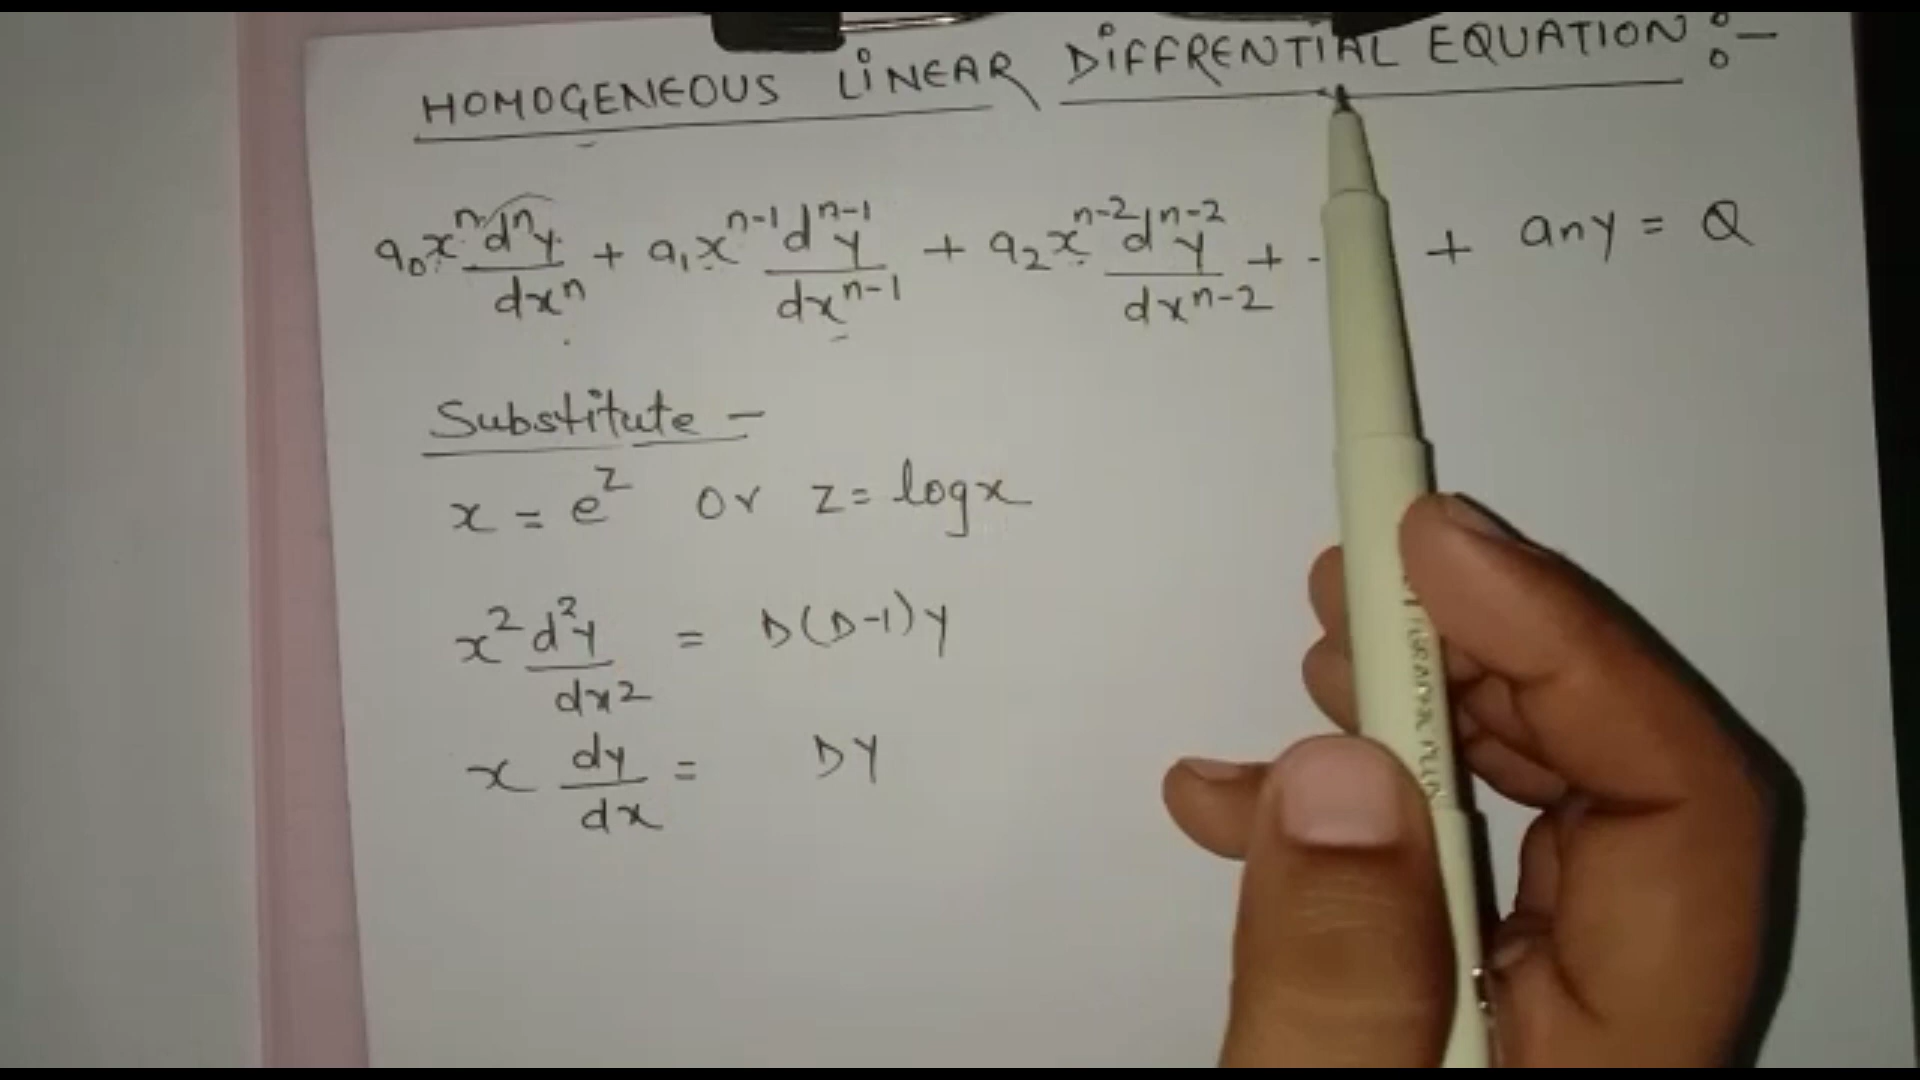 HOMOGENEOUS LINEAR DIFFRENTIAL EQUATION :-
a₀xⁿ dⁿy/dxⁿ + a₁xⁿ⁻¹ dⁿ⁻¹y/dxⁿ⁻¹ + a₂xⁿ⁻² dⁿ⁻²y/dxⁿ⁻² + - + any = Q
Substitute -
x = e^z or z = log x
x² d²y/dx² = D(D-1)y
x dy/dx = Dy